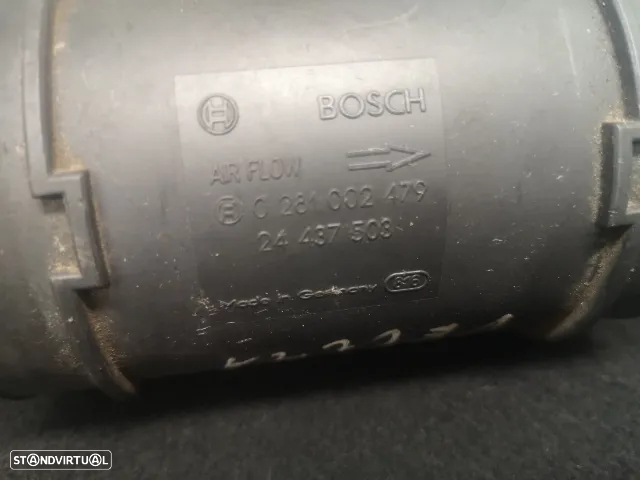 BOSCH
AIR FLOW
0 281 002 479
24 437 503
Made in Germany
STANDVIRTUAL